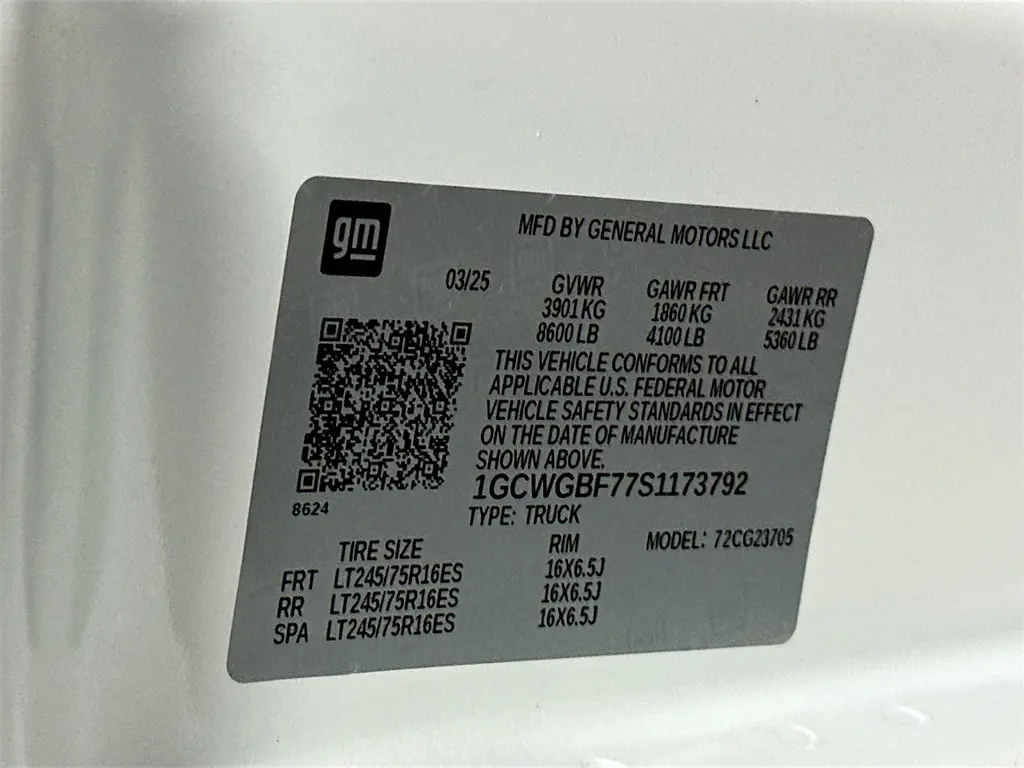 gm
MFD BY GENERAL MOTORS LLC
03/25 GVWR GAWR FRT GAWR RR
3901 KG 1860 KG 2431 KG
8600 LB 4100 LB 5360 LB
THIS VEHICLE CONFORMS TO ALL
APPLICABLE U.S. FEDERAL MOTOR
VEHICLE SAFETY STANDARDS IN EFFECT
ON THE DATE OF MANUFACTURE
SHOWN ABOVE.
1GCWGBF77S1173792
8624
TYPE: TRUCK
TIRE SIZE RIM MODEL: 72CG23705
FRT LT245/75R16ES 16X6.5J
RR LT245/75R16ES 16X6.5J
SPA LT245/75R16ES 16X6.5J